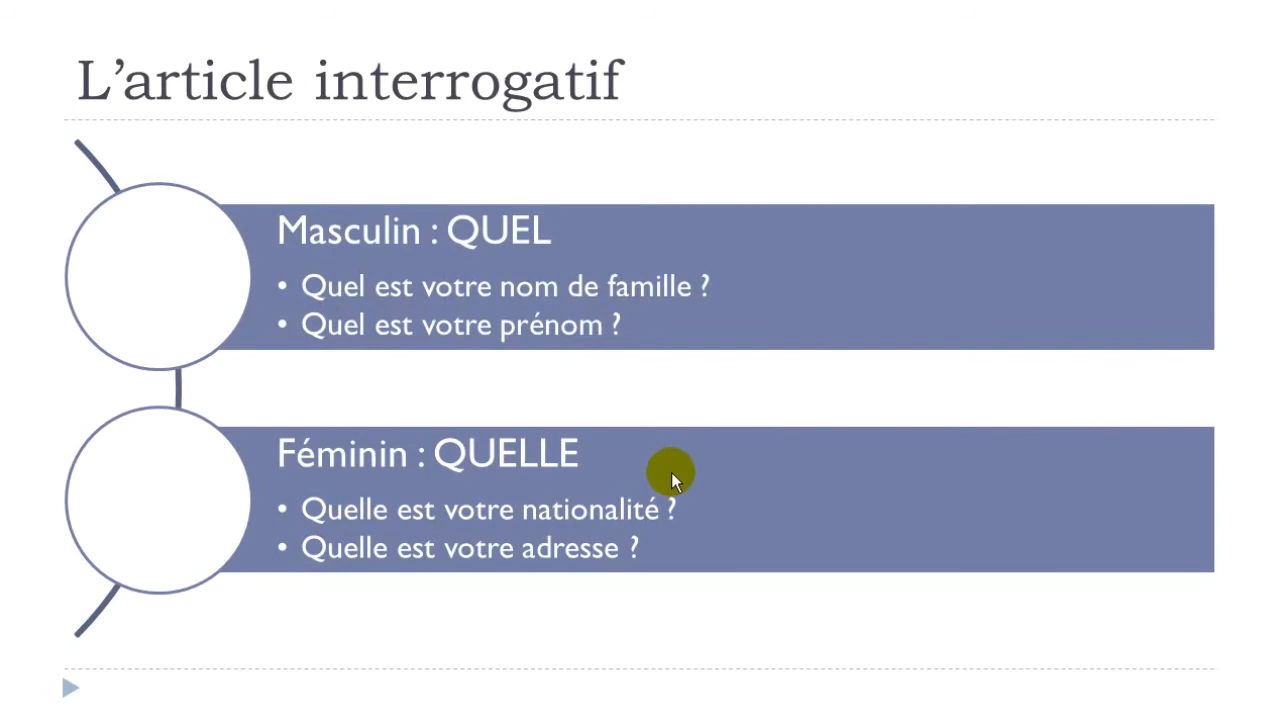 L’article interrogatif
Masculin : QUEL
• Quel est votre nom de famille ?
• Quel est votre prénom ?
Féminin : QUELLE
• Quelle est votre nationalité ?
• Quelle est votre adresse ?